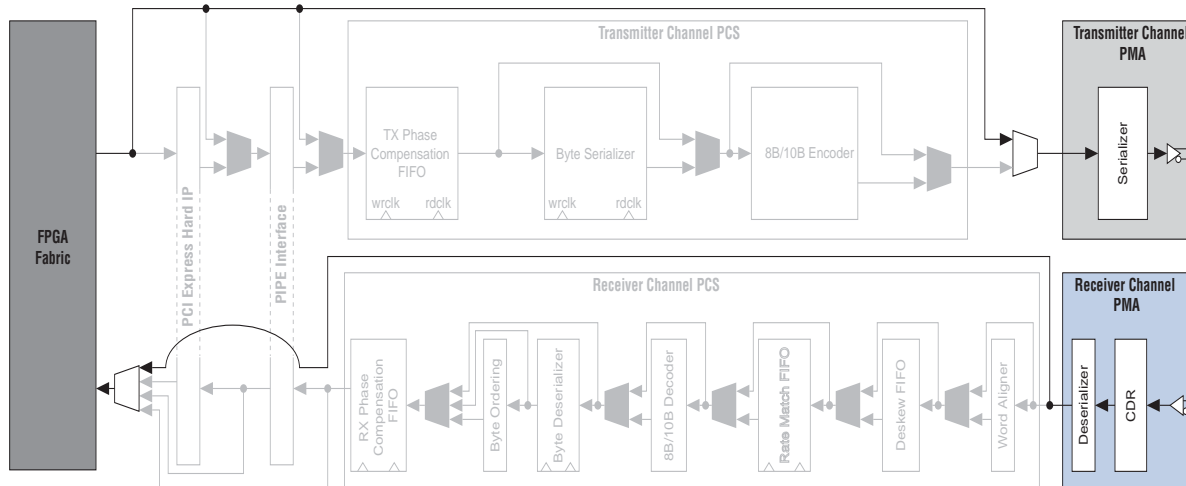 Transmitter Channel PCS
Transmitter Channel
PMA
TX Phase
Compensation
FIFO
wrclk
rdclk
Byte Serializer
wrclk
rdclk
8B/10B Encoder
Serializer
FPGA
Fabric
PCI Express Hard IP
PIPE Interface
Receiver Channel PCS
Receiver Channel
PMA
RX Phase
Compensation
FIFO
Byte Ordering
Byte Deserializer
8B/10B Decoder
Rate Match FIFO
Deskew FIFO
Word Aligner
Deserializer
CDR